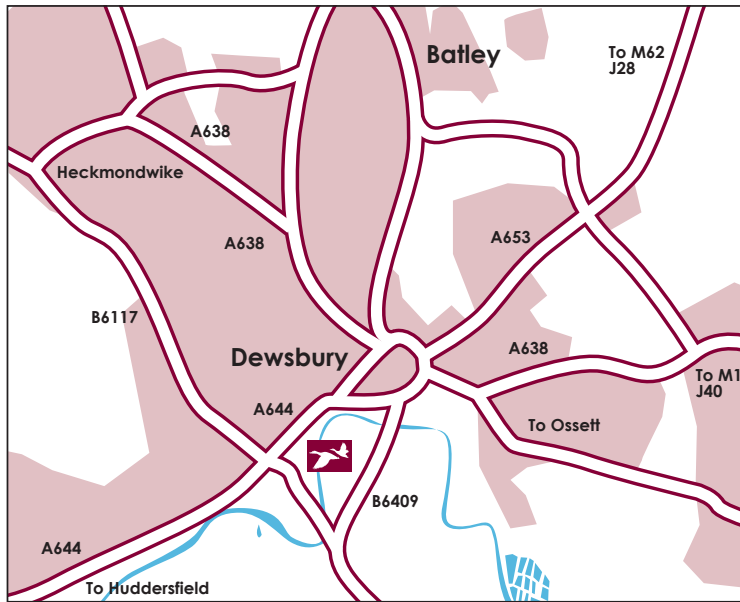 Batley
To M62
J28
A638
Heckmondwike
A653
A638
B6117
A638
Dewsbury
To M1
J40
A644
To Ossett
B6409
A644
To Huddersfield